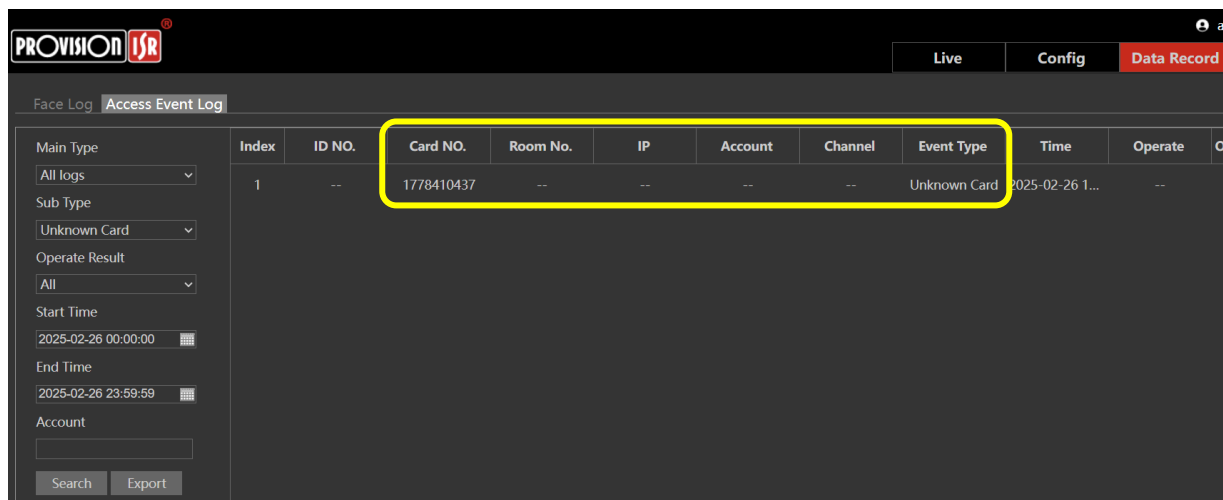 PROVISION ISR®
a
Live Config Data Record
Face Log Access Event Log
Main Type
All logs
Sub Type
Unknown Card
Operate Result
All
Start Time
2025-02-26 00:00:00
End Time
2025-02-26 23:59:59
Account
Search Export
Index ID NO. Card NO. Room No. IP Account Channel Event Type Time Operate O
1 -- 1778410437 -- -- -- -- Unknown Card 2025-02-26 1... --